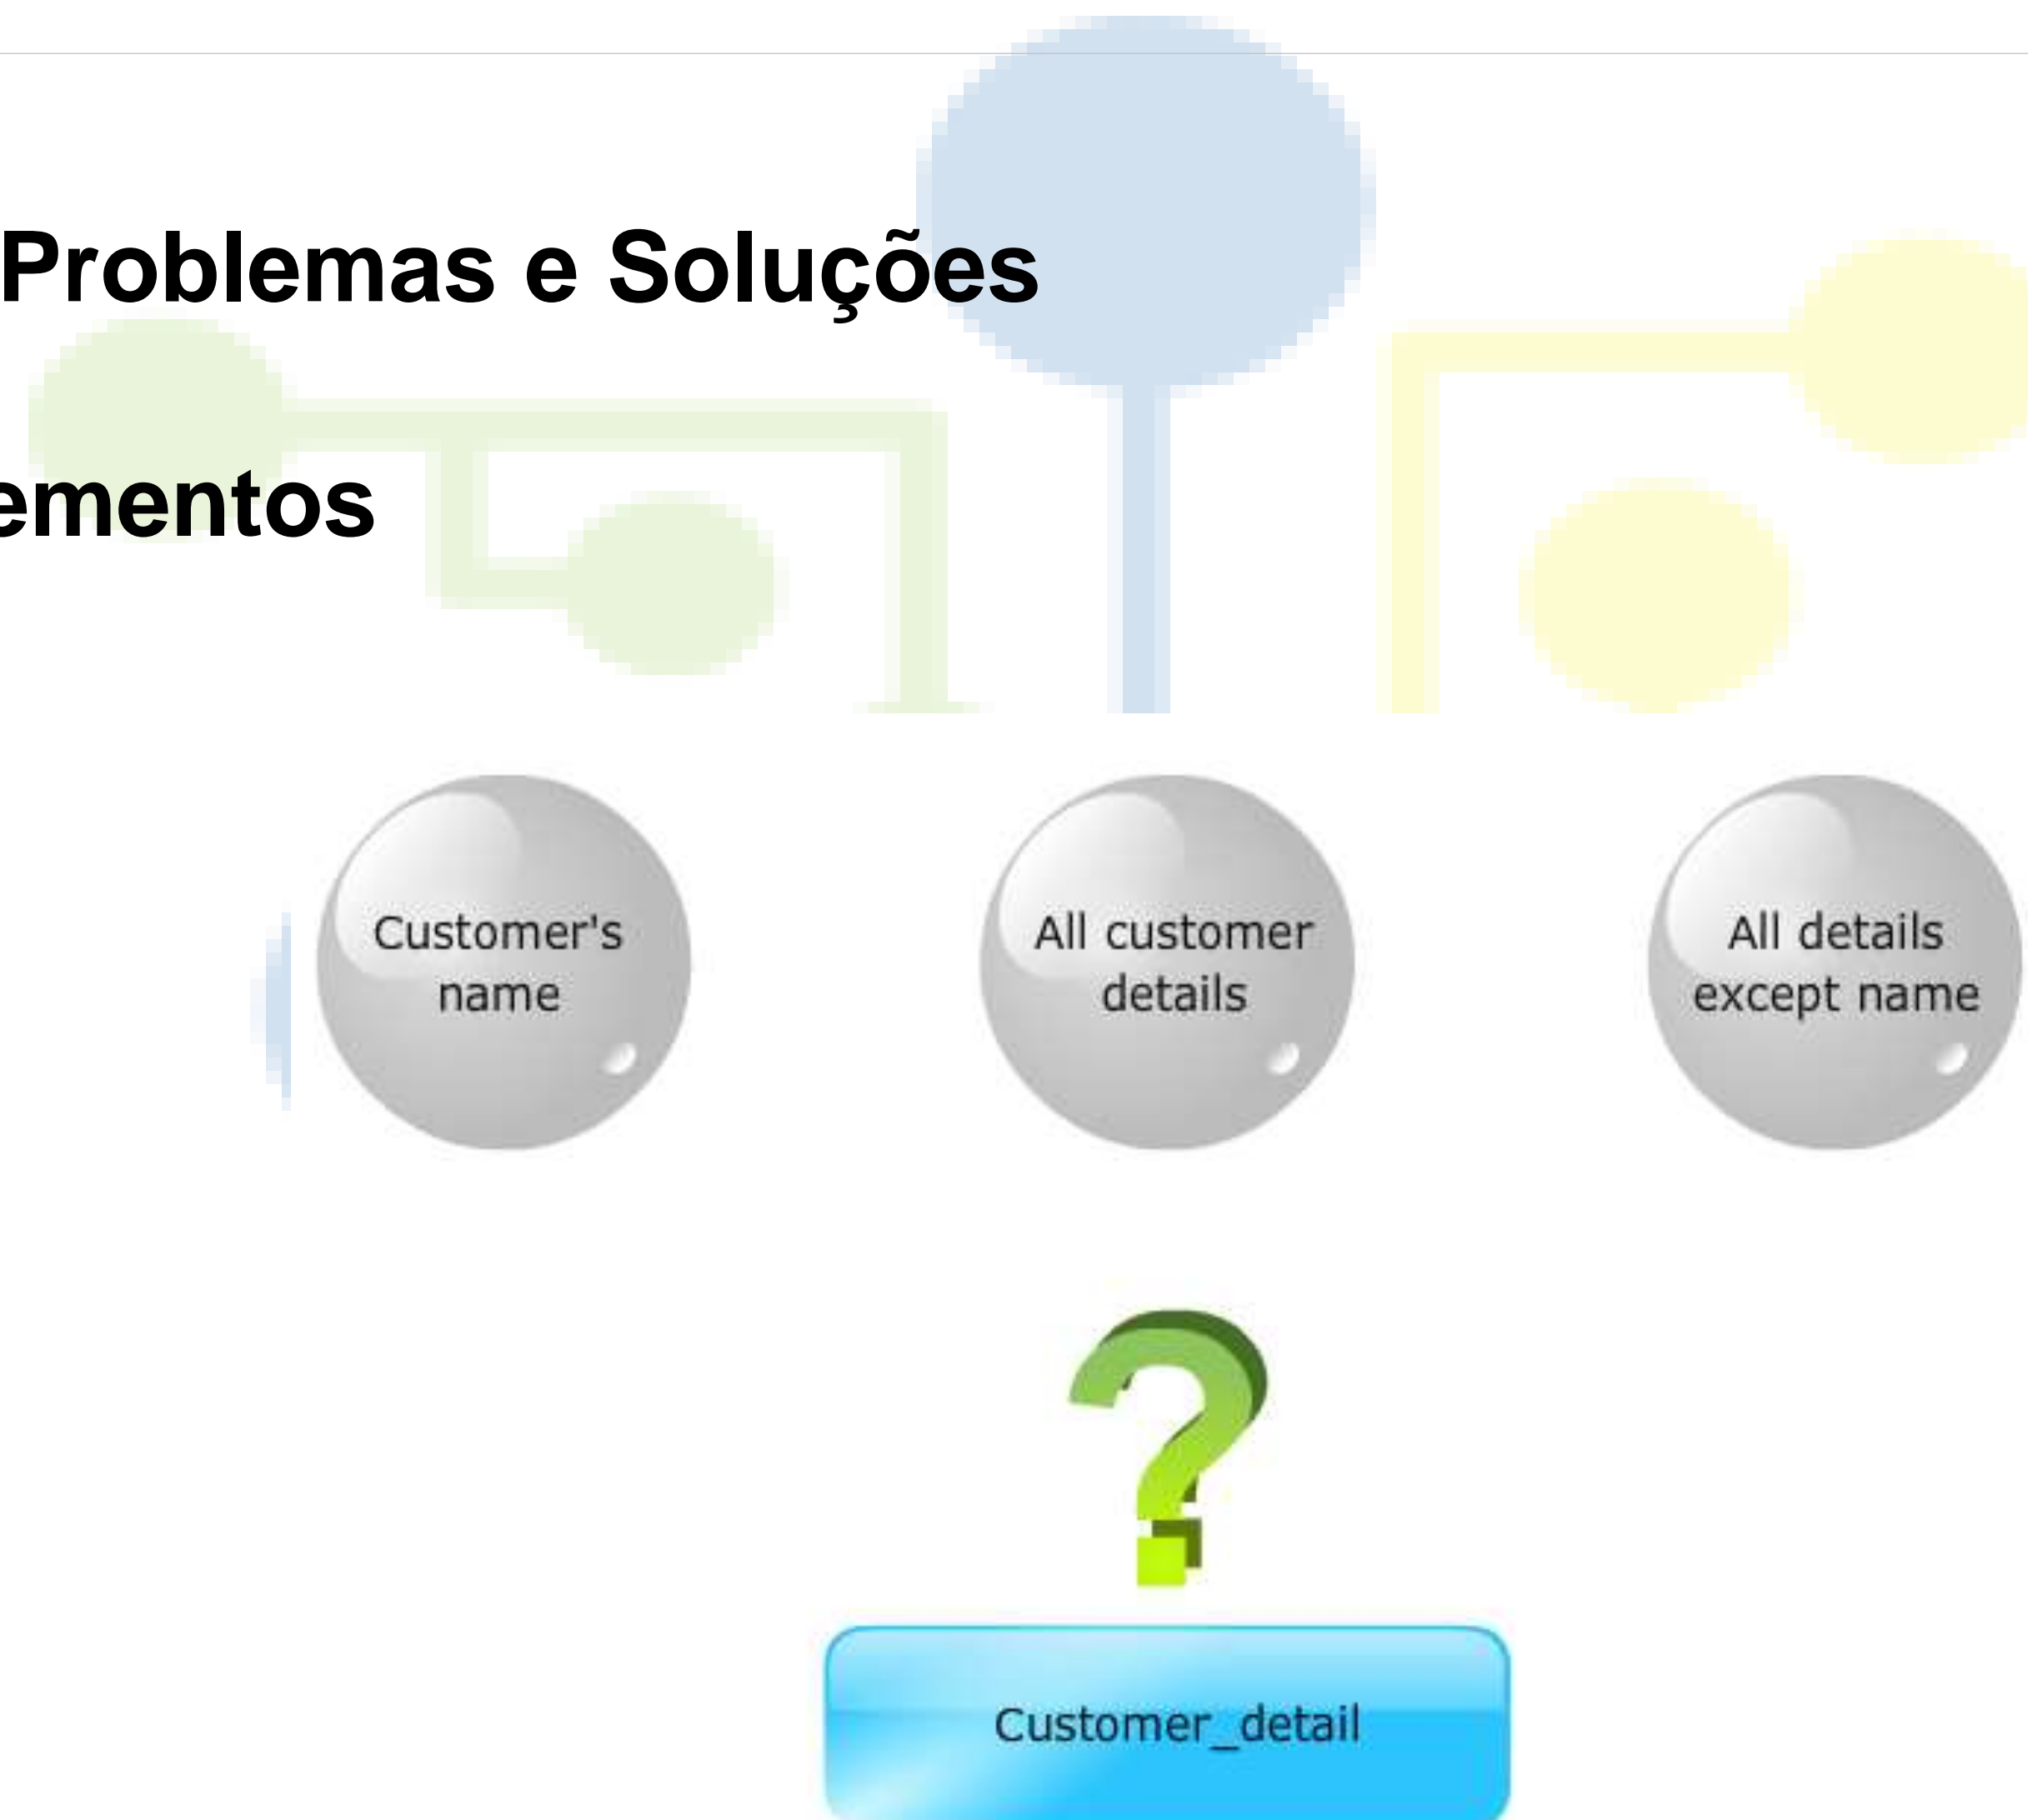 Problemas e Soluções
ementos
Customer's
name
All customer
details
All details
except name
?
Customer_detail